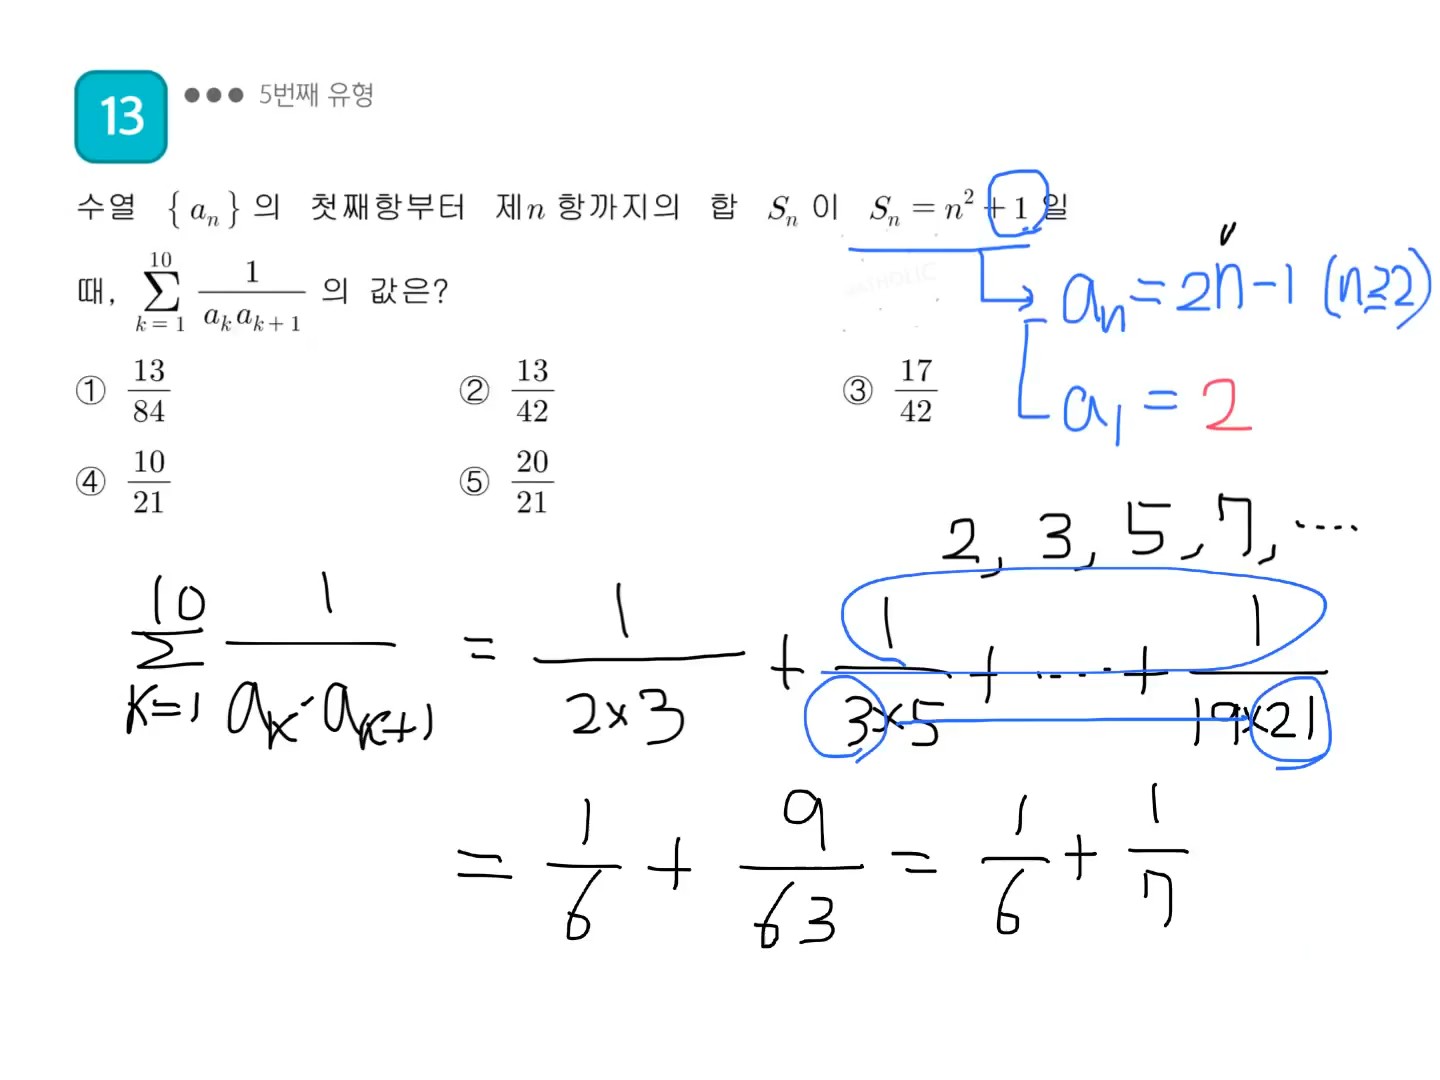 13 ●●● 5번째 유형
수열 {aₙ}의 첫째항부터 제n항까지의 합 Sₙ이 Sₙ = n² + 1일
때, ∑_{k=1}^{10} 1/(aₖaₖ₊₁) 의 값은?
① 13/84 ② 13/42 ③ 17/42
④ 10/21 ⑤ 20/21
aₙ = 2n - 1 (n ≥ 2)
a₁ = 2
2, 3, 5, 7, ....
∑_{k=1}^{10} 1/(aₖ·aₖ₊₁) = 1/(2×3) + 1/(3×5) + ... + 1/(19×21)
= 1/6 + 9/63 = 1/6 + 1/7